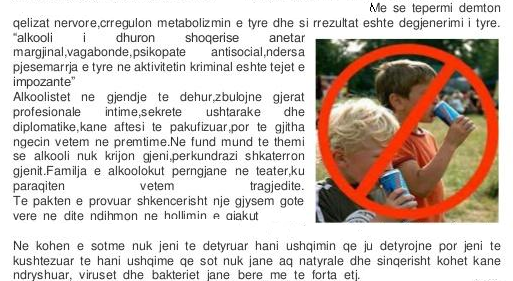 Me se tepermi demton
qelizat nervore,crregulon metabolizmin e tyre dhe si rrezultat eshte degjenerimi i tyre.
"alkooli i dhuron shoqerise anetar
margjinal,vagabonde,psikopate antisocial,ndersa
pjesemarrja e tyre ne aktivitetin kriminal eshte tejet e
impozante"
Alkoolistet ne gjendje te dehur,zbulojne gjerat
profesionale intime,sekrete ushtarake dhe
diplomatike,kane aftesi te pakufizuar,por te gjitha
ngecin vetem ne premtime.Ne fund mund te themi
se alkooli nuk krijon gjeni,perkundrazi shkaterron
gjenit.Familja e alkoolokut perngjane ne teater,ku
paraqiten vetem tragjedite.
Te pakten e provuar shkencerisht nje gjysem gote
vere ne dite ndihmon ne hollimin e gjakut
Ne kohen e sotme nuk jeni te detyruar hani ushqimin qe ju detyrojne por jeni te
kushtezuar te hani ushqime qe sot nuk jane aq natyrale dhe sinqerisht kohet kane
ndryshuar, viruset dhe bakteriet jane bere me te forta etj.